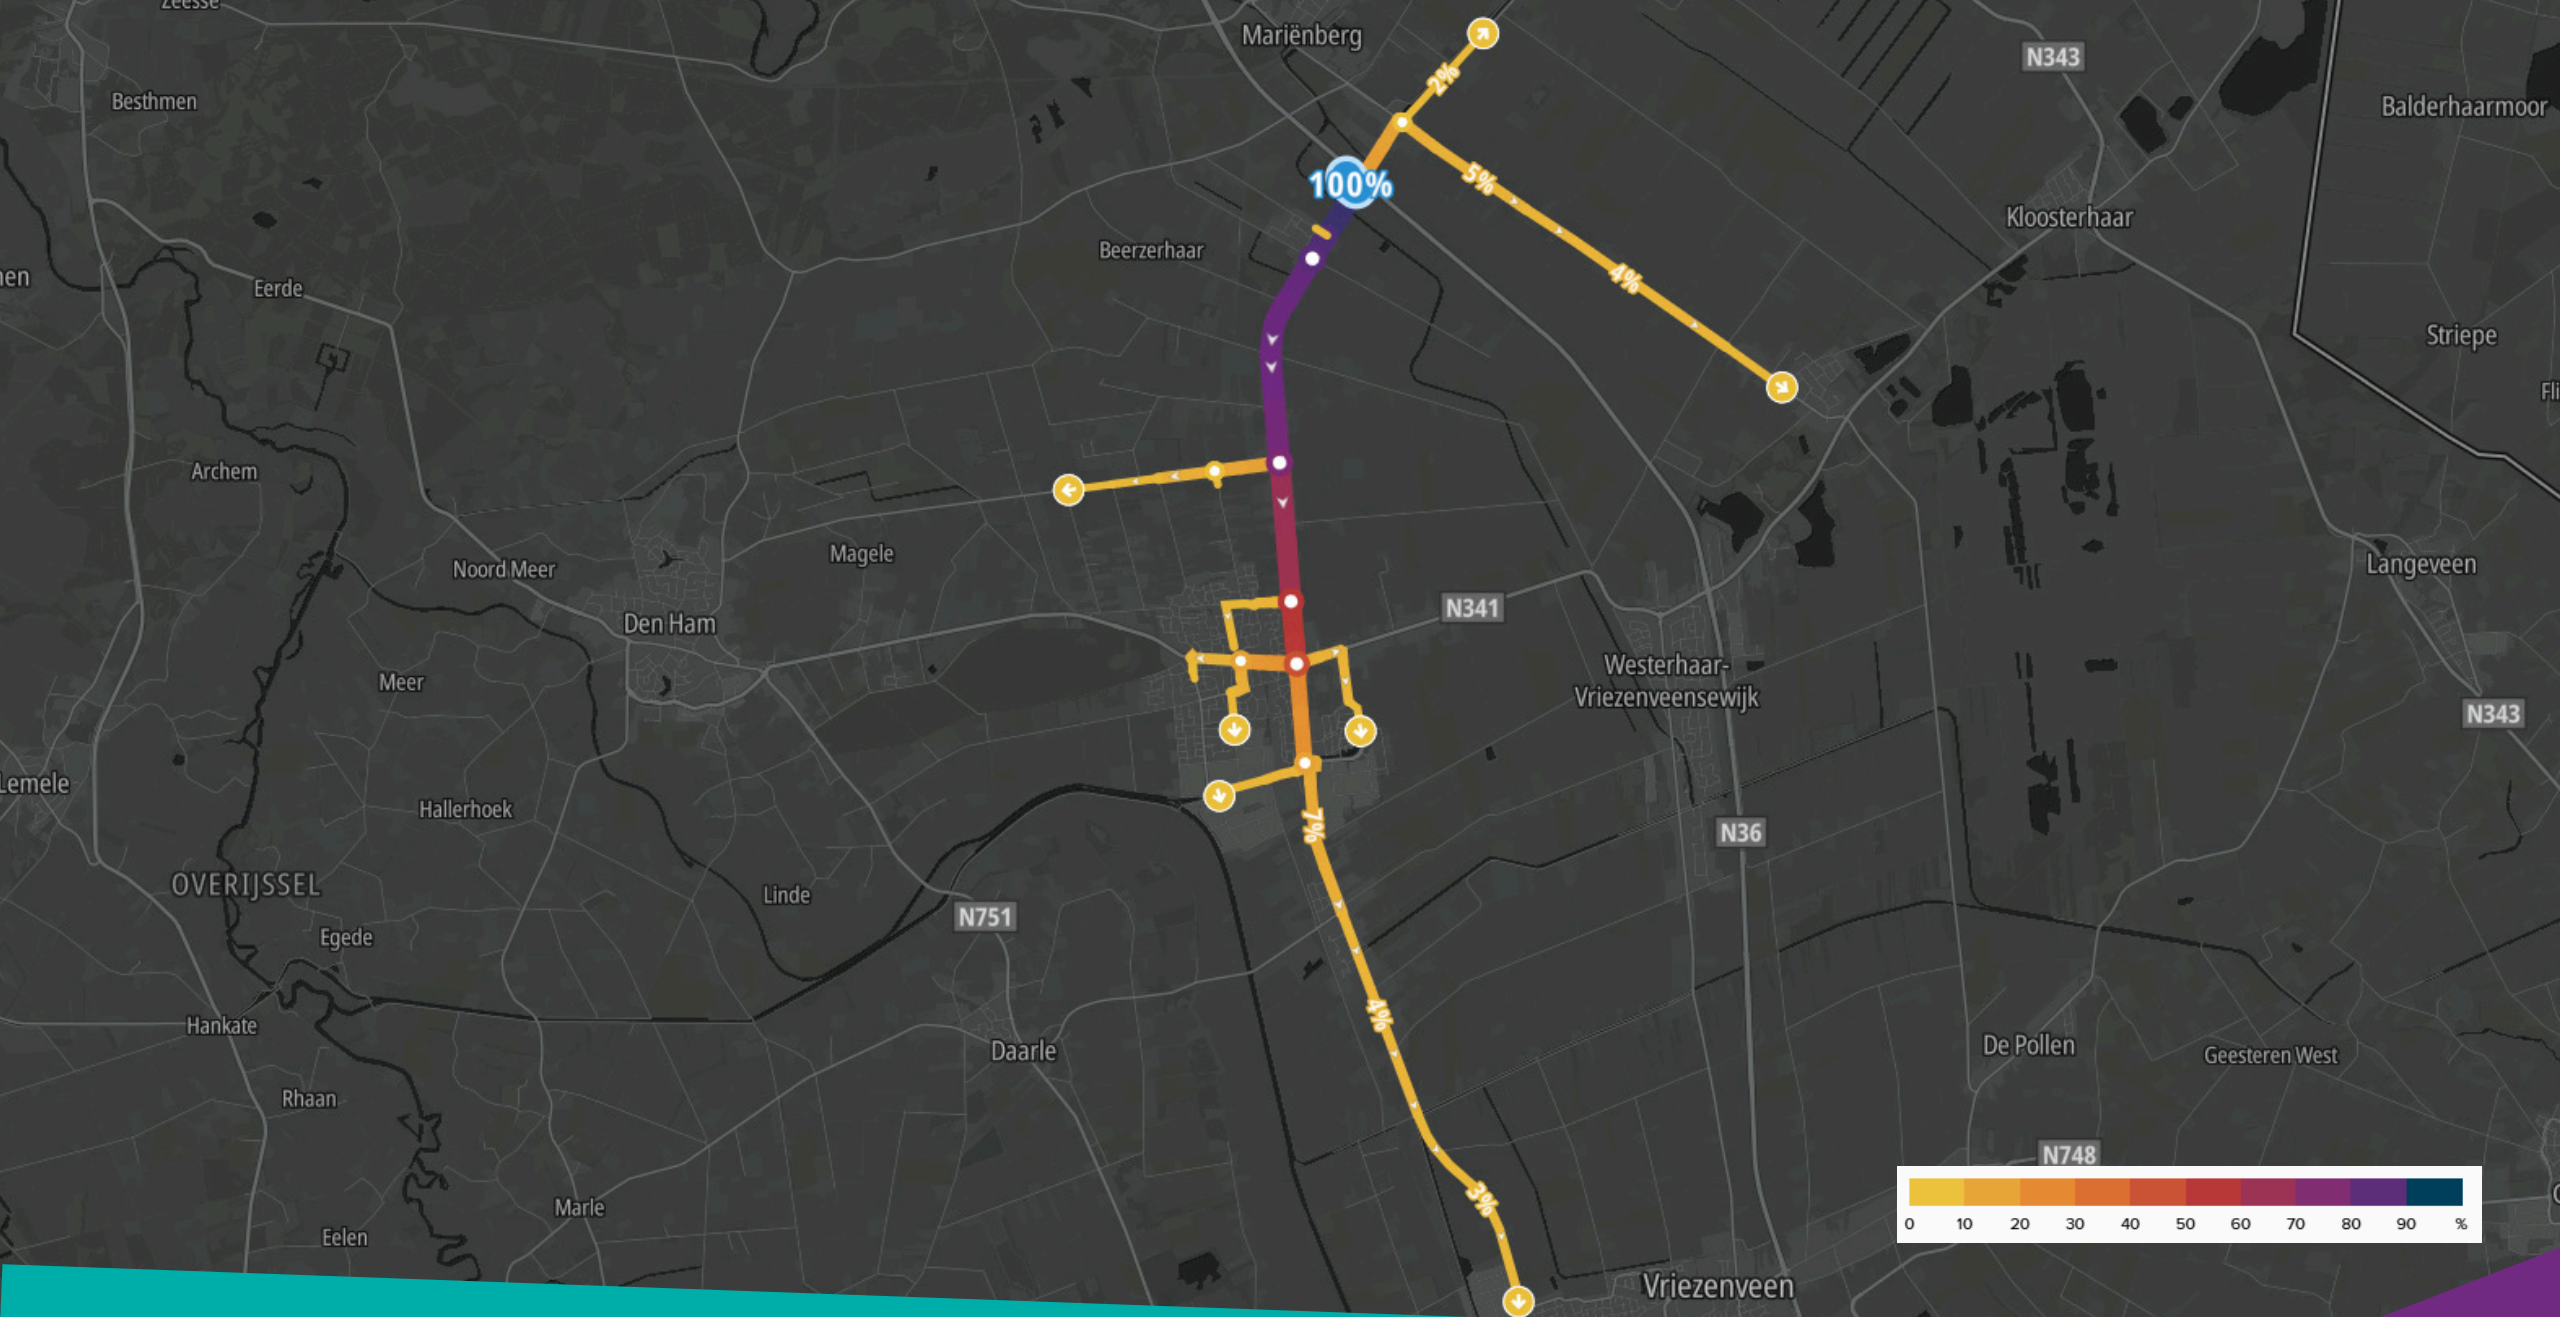 Zeesse
Mariënberg
N343
Besthmen
2%
Balderhaarmoor
5%
100%
Kloosterhaar
Beerzerhaar
4%
Eerde
Striepe
Archem
Magele
Noord Meer
Langeveen
N341
Den Ham
Westerhaar-
Vriezenveensewijk
Meer
N343
Lemele
Hallerhoek
7%
N36
OVERIJSSEL
Linde
N751
Egede
4%
Hankate
Daarle
De Pollen
Geesteren West
Rhaan
N748
3%
Marle
0 10 20 30 40 50 60 70 80 90 %
Eelen
Vriezenveen